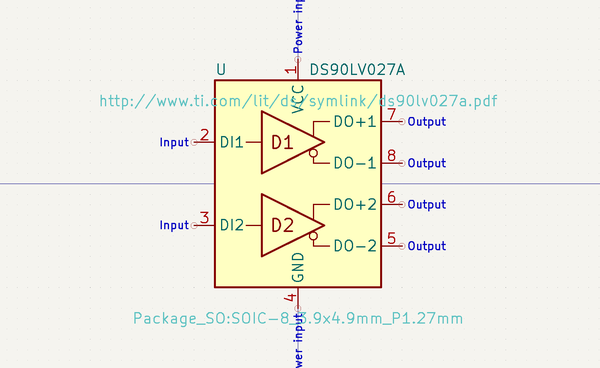 Power in
U
DS90LV027A
1
VCC
http://www.ti.com/lit/ds/symlink/ds90lv027a.pdf
Input 2 DI1 D1 DO+1 7 Output
DO-1 8 Output
Input 3 DI2 D2 DO+2 6 Output
DO-2 5 Output
GND
4
Package_SO:SOIC-8_3.9x4.9mm_P1.27mm
wer input